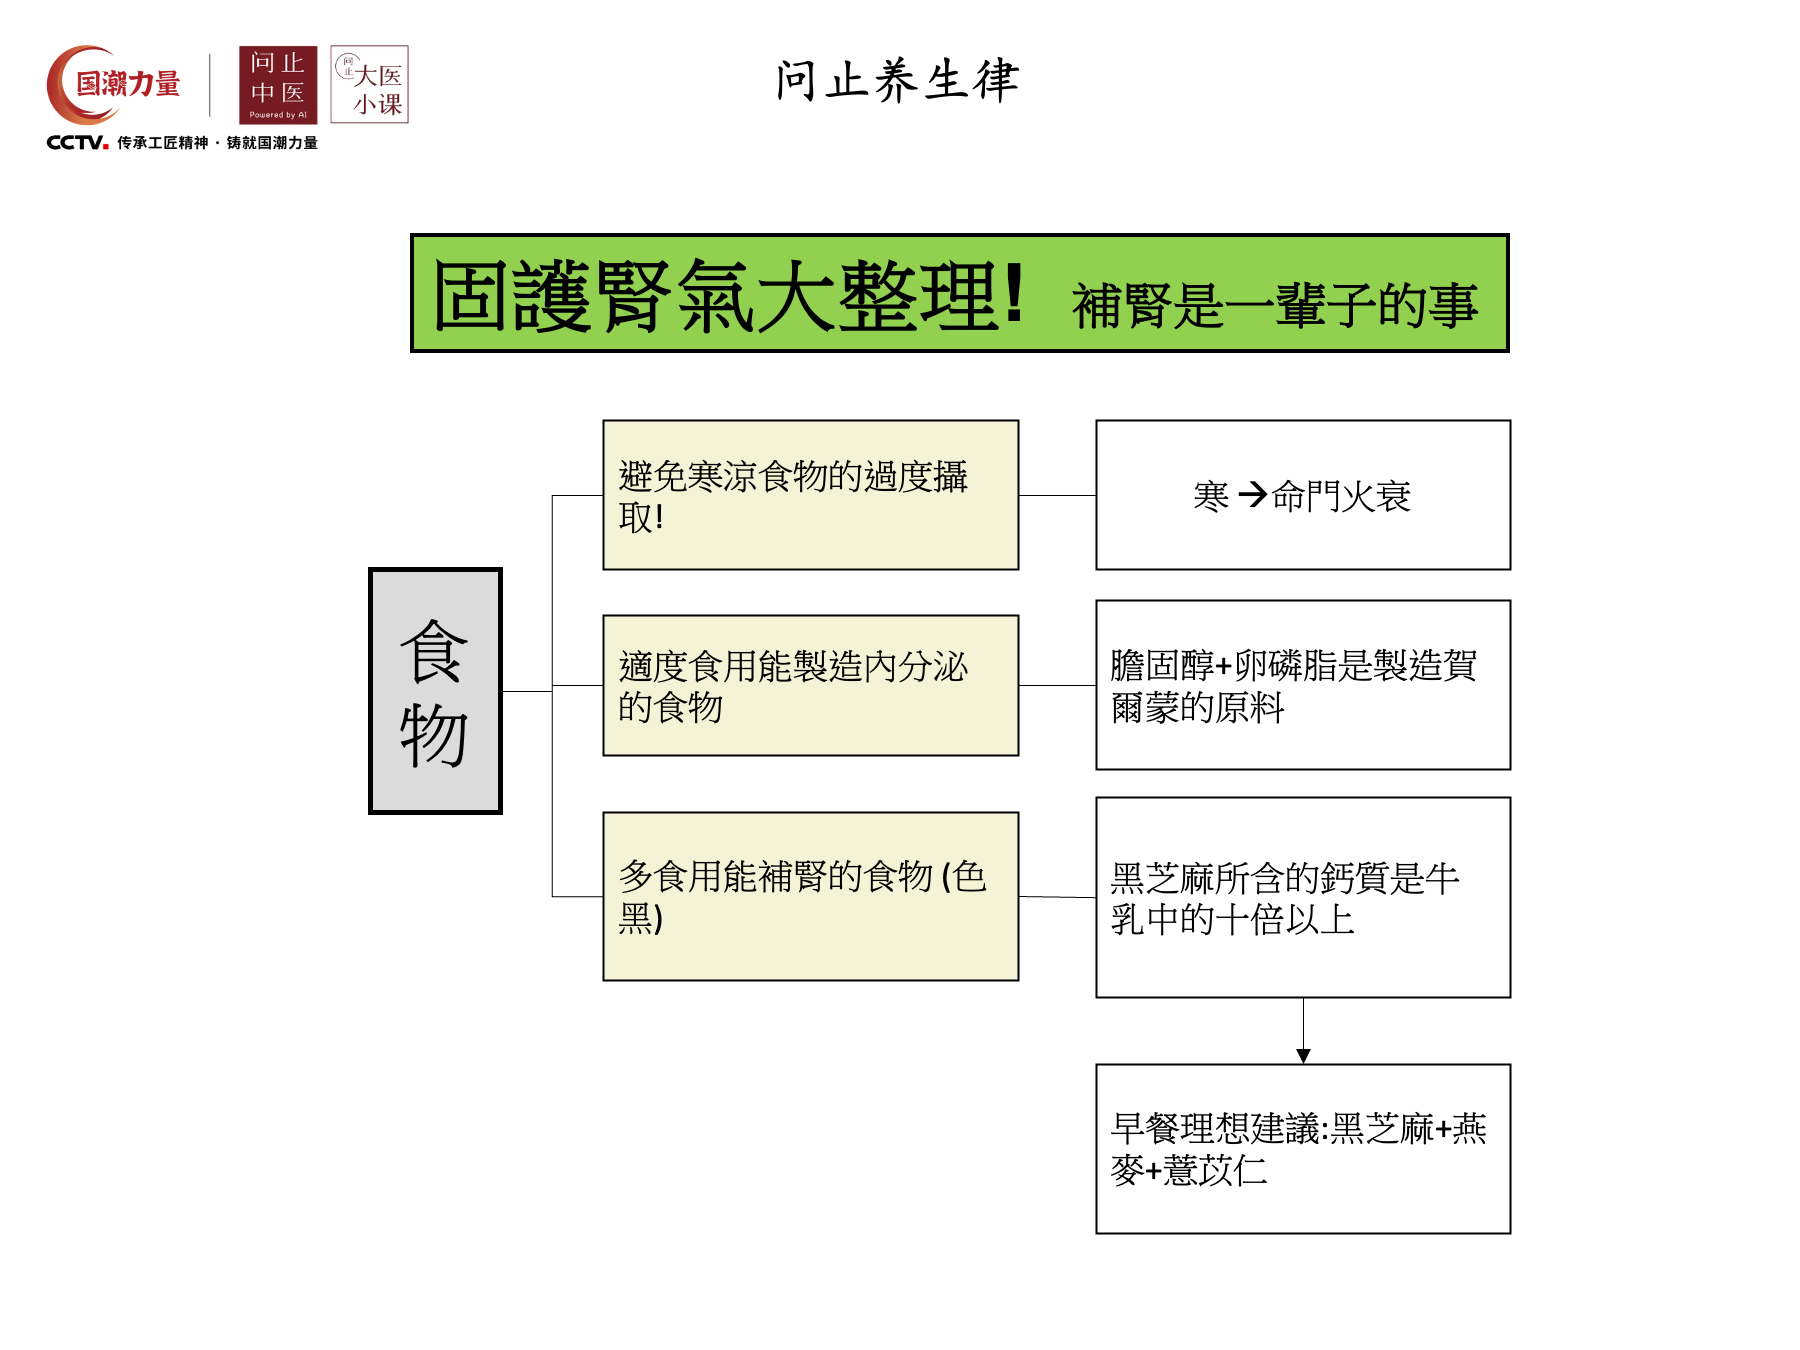 国潮力量
问止
中医
Powered by AI
问止
大医
小课
CCTV. 传承工匠精神 · 铸就国潮力量
问止养生律
固護腎氣大整理! 補腎是一輩子的事
避免寒涼食物的過度攝
取!
寒→命門火衰
食
物
適度食用能製造內分泌
的食物
膽固醇+卵磷脂是製造賀
爾蒙的原料
多食用能補腎的食物 (色
黑)
黑芝麻所含的鈣質是牛
乳中的十倍以上
早餐理想建議:黑芝麻+燕
麥+薏苡仁